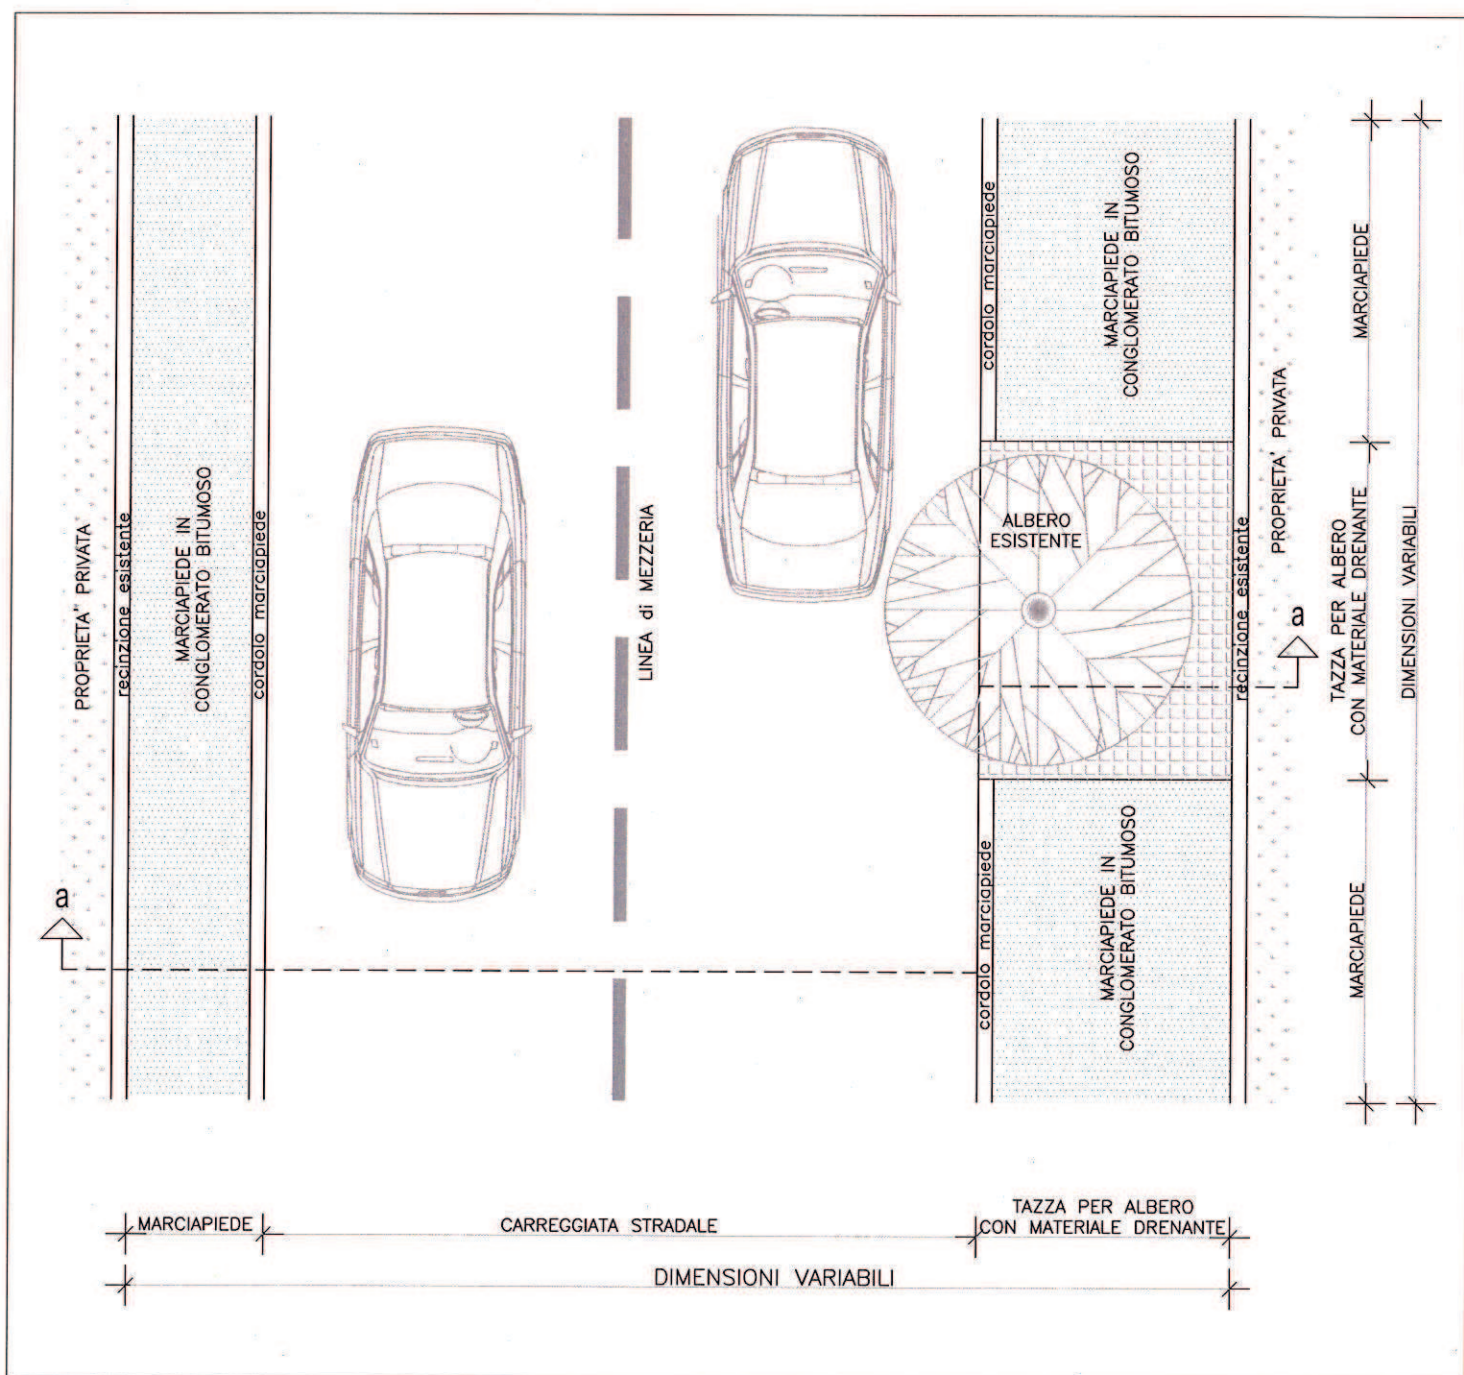 PROPRIETA" PRIVATA
recinzione esistente
MARCIAPIEDE IN
CONGLOMERATO BITUMOSO
cordolo marciapiede
LINEA di MEZZERIA
cordolo marciapiede
MARCIAPIEDE IN
CONGLOMERATO BITUMOSO
ALBERO
ESISTENTE
cordolo marciapiede
MARCIAPIEDE IN
CONGLOMERATO BITUMOSO
recinzione esistente
PROPRIETA' PRIVATA
a
a
MARCIAPIEDE
TAZZA PER ALBERO
CON MATERIALE DRENANTE
MARCIAPIEDE
DIMENSIONI VARIABILI
MARCIAPIEDE
CARREGGIATA STRADALE
TAZZA PER ALBERO
CON MATERIALE DRENANTE
DIMENSIONI VARIABILI